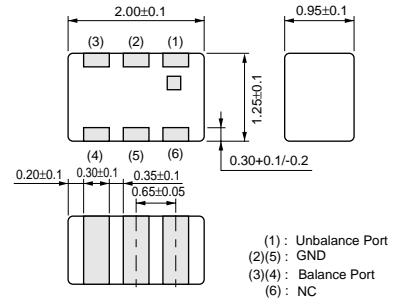 2.00±0.1
0.95±0.1
(3) (2) (1)
1.25±0.1
(4) (5) (6)
0.30+0.1/-0.2
0.20±0.1 0.30±0.1 0.35±0.1
0.65±0.05
(1) : Unbalance Port
(2)(5) : GND
(3)(4) : Balance Port
(6) : NC